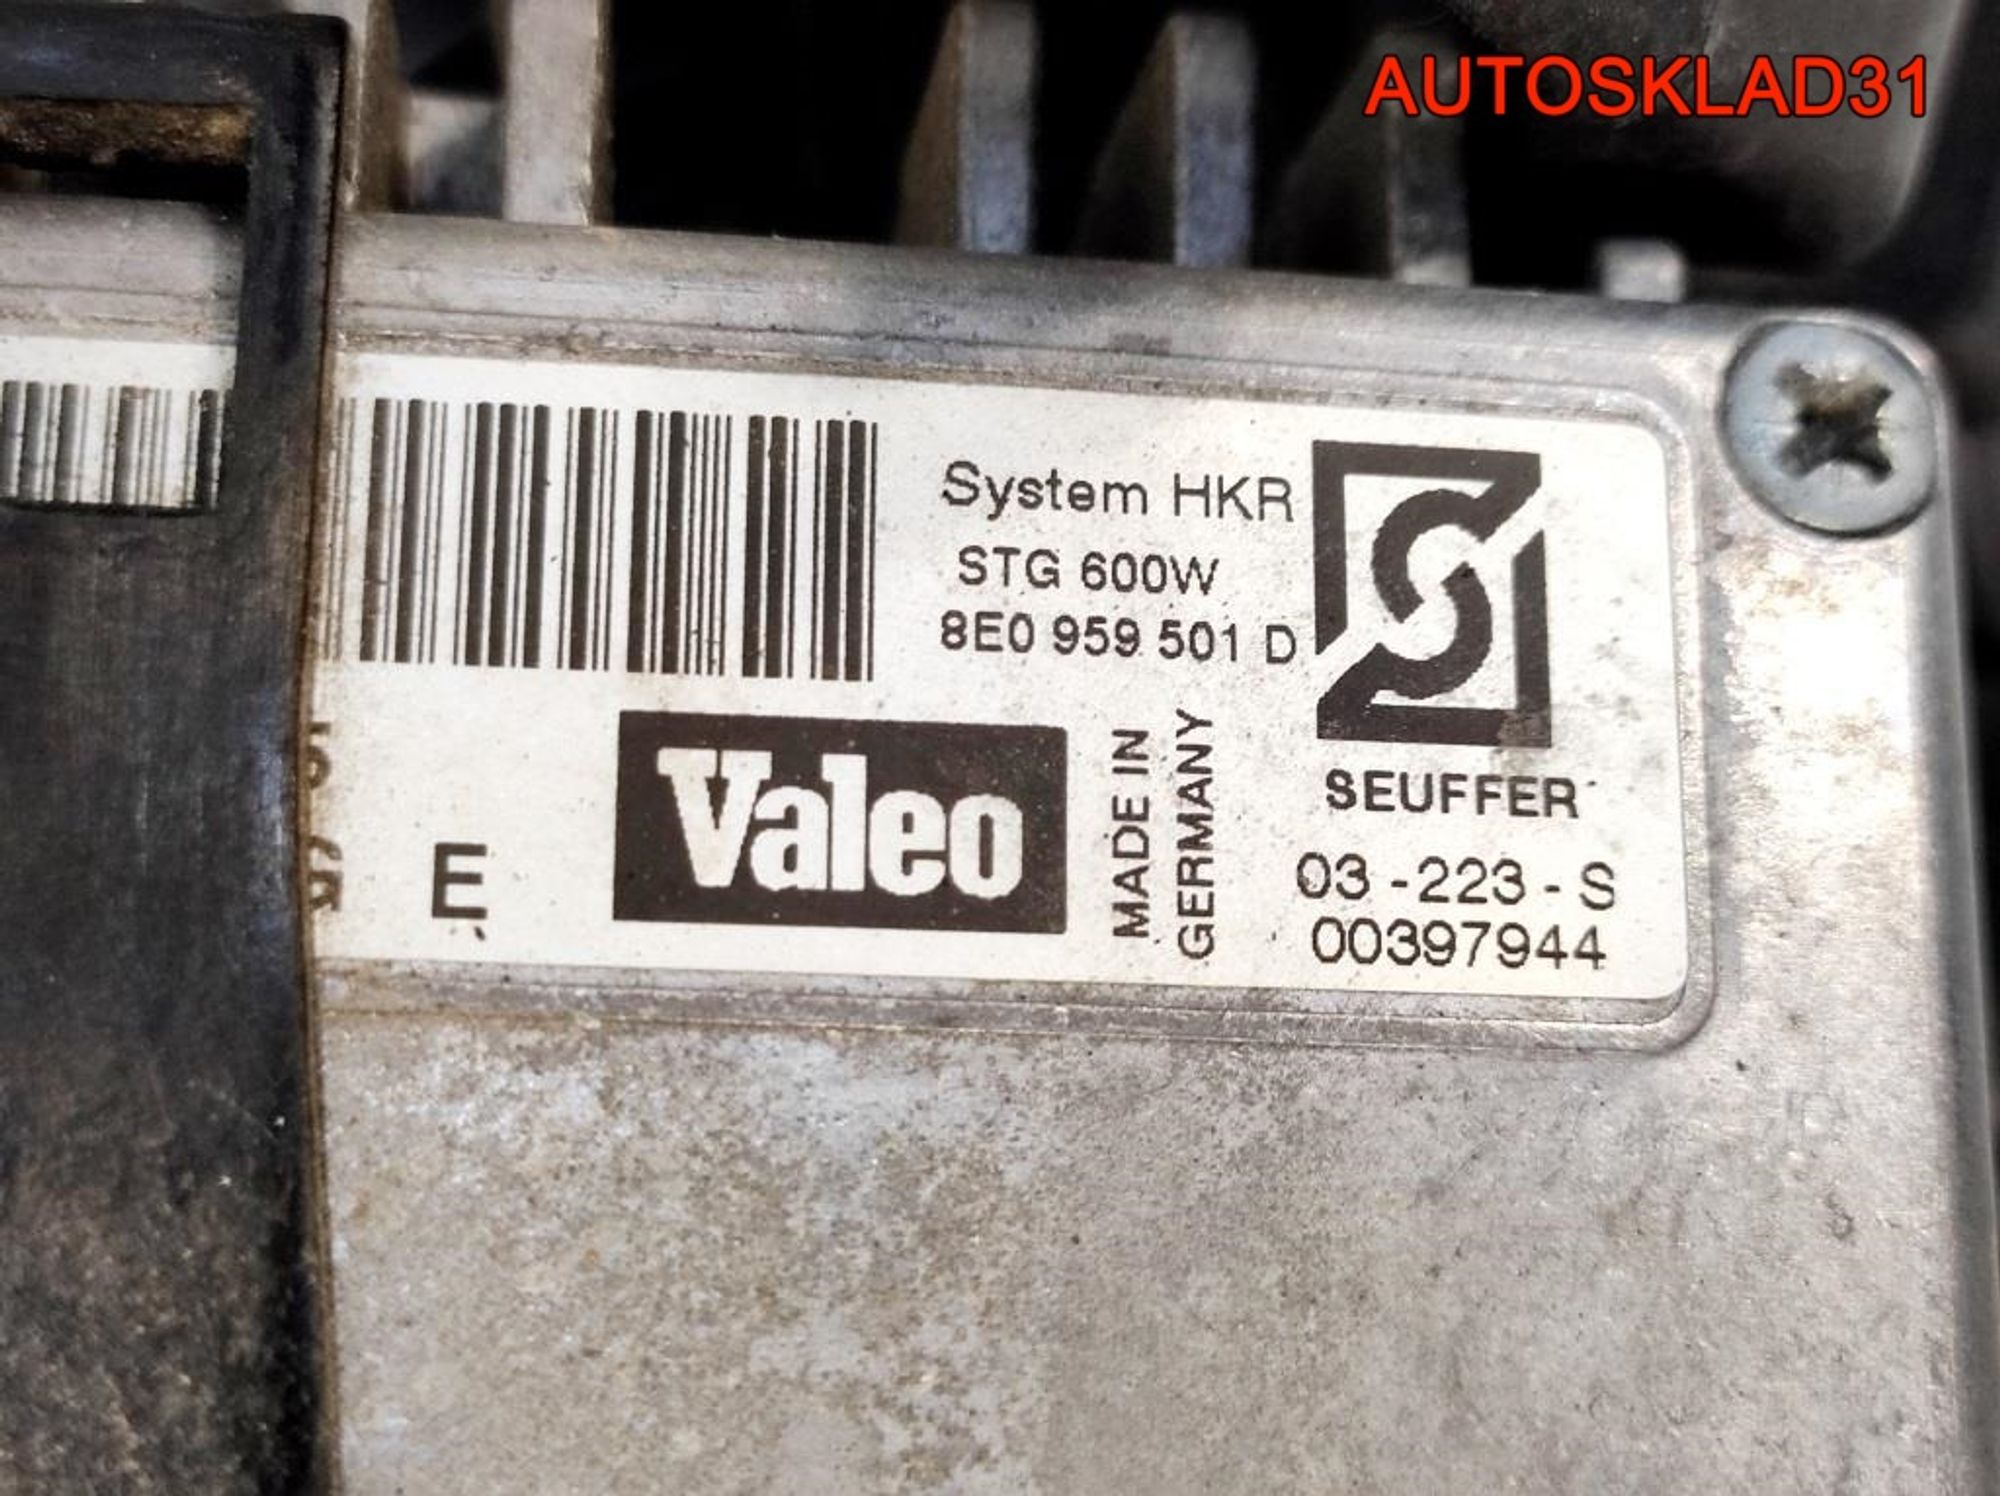 AUTOSKLAD31
System HKR
STG 600W
8E0 959 501 D
E
Valeo
MADE IN
GERMANY
SEUFFER
03-223-S
00397944